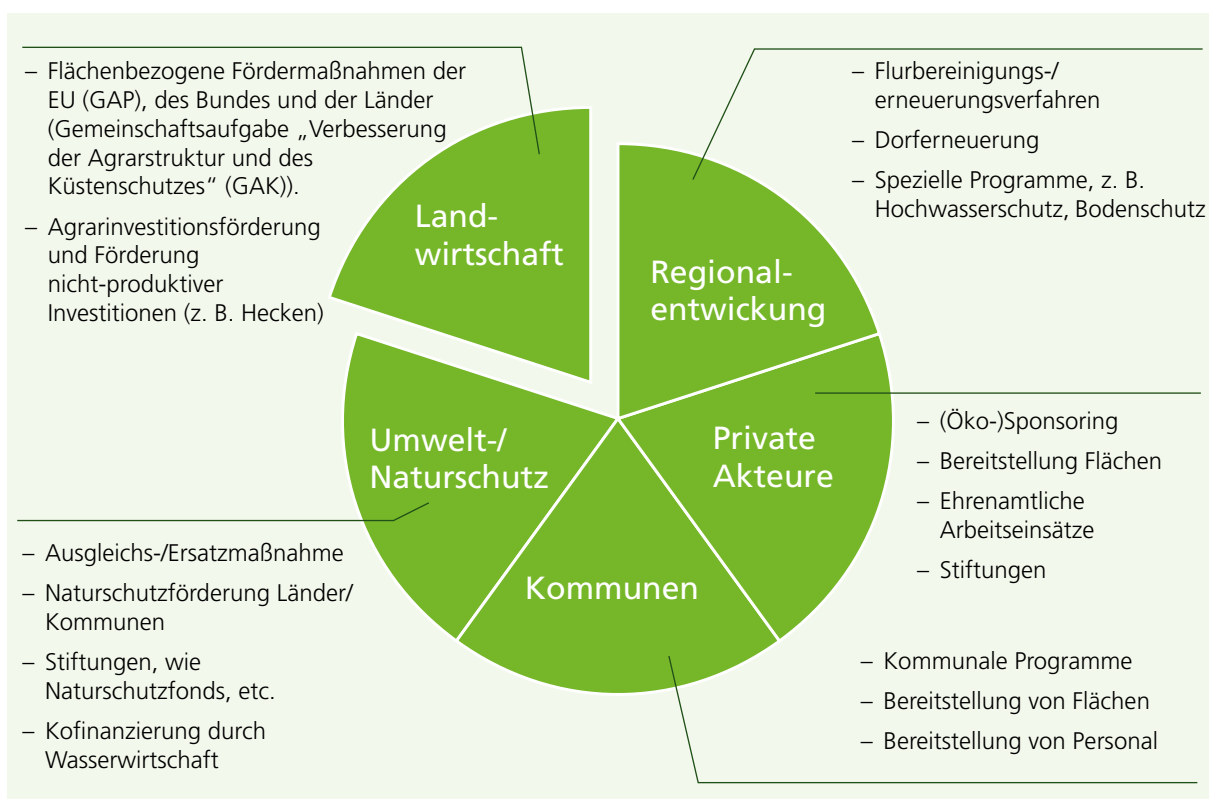 – Flächenbezogene Fördermaßnahmen der
EU (GAP), des Bundes und der Länder
(Gemeinschaftsaufgabe „Verbesserung
der Agrarstruktur und des
Küstenschutzes“ (GAK)).
– Agrarinvestitionsförderung
und Förderung
nicht-produktiver
Investitionen (z. B. Hecken)
Land-
wirtschaft
– Flurbereinigungs-/
erneuerungsverfahren
– Dorferneuerung
– Spezielle Programme, z. B.
Hochwasserschutz, Bodenschutz
Regional-
entwickung
Private
Akteure
– (Öko-)Sponsoring
– Bereitstellung Flächen
– Ehrenamtliche
Arbeitseinsätze
– Stiftungen
Umwelt-/
Naturschutz
– Ausgleichs-/Ersatzmaßnahme
– Naturschutzförderung Länder/
Kommunen
– Stiftungen, wie
Naturschutzfonds, etc.
– Kofinanzierung durch
Wasserwirtschaft
Kommunen
– Kommunale Programme
– Bereitstellung von Flächen
– Bereitstellung von Personal